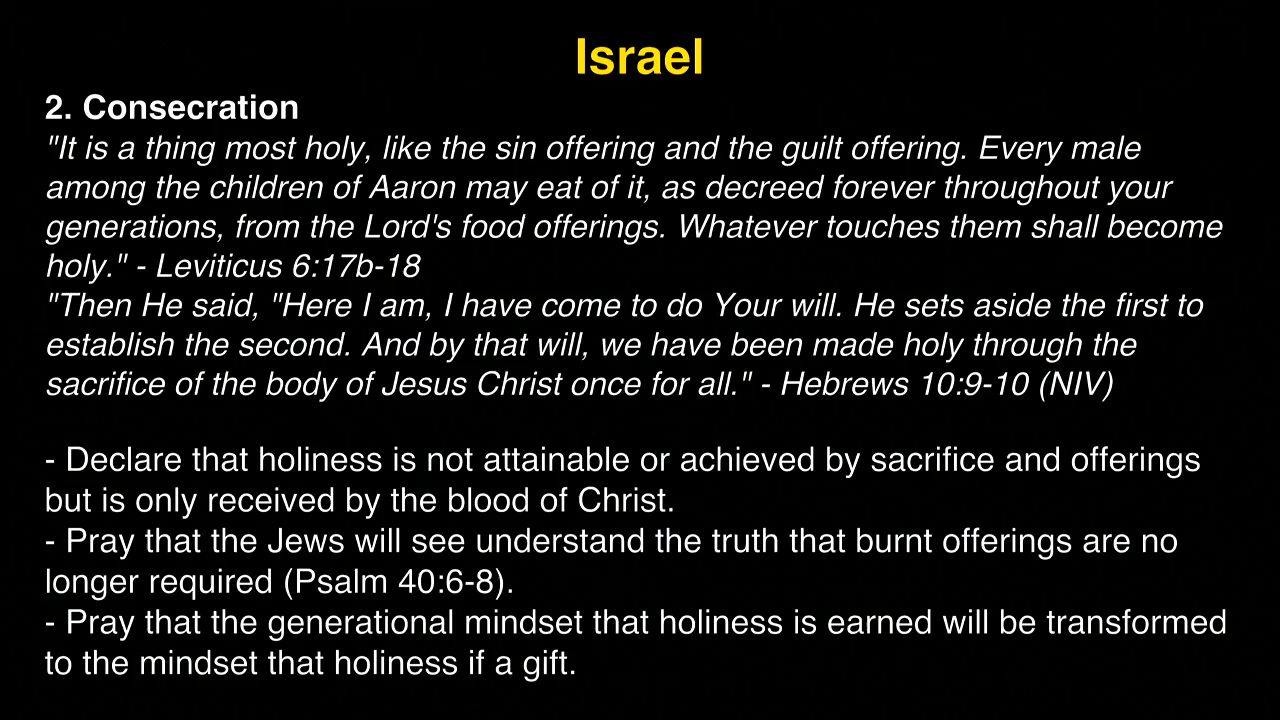 Israel
2. Consecration
"It is a thing most holy, like the sin offering and the guilt offering. Every male
among the children of Aaron may eat of it, as decreed forever throughout your
generations, from the Lord's food offerings. Whatever touches them shall become
holy." - Leviticus 6:17b-18
"Then He said, "Here I am, I have come to do Your will. He sets aside the first to
establish the second. And by that will, we have been made holy through the
sacrifice of the body of Jesus Christ once for all." - Hebrews 10:9-10 (NIV)
- Declare that holiness is not attainable or achieved by sacrifice and offerings
but is only received by the blood of Christ.
- Pray that the Jews will see understand the truth that burnt offerings are no
longer required (Psalm 40:6-8).
- Pray that the generational mindset that holiness is earned will be transformed
to the mindset that holiness if a gift.